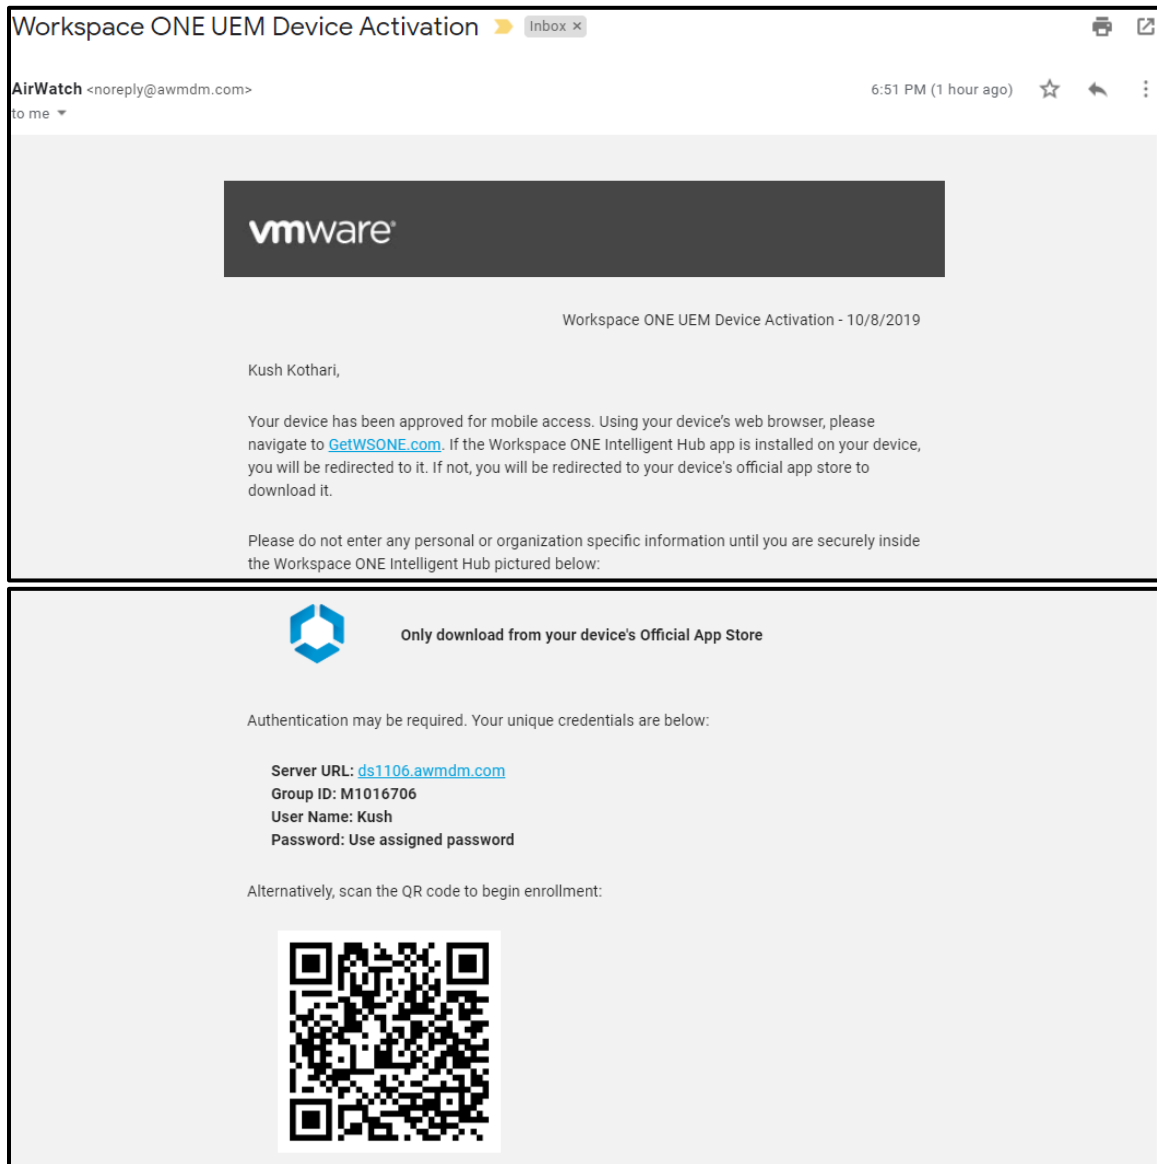 Workspace ONE UEM Device Activation Inbox ×
AirWatch <noreply@awmdm.com> 6:51 PM (1 hour ago)
to me
vmware®
Workspace ONE UEM Device Activation - 10/8/2019
Kush Kothari,
Your device has been approved for mobile access. Using your device’s web browser, please
navigate to GetWSONE.com. If the Workspace ONE Intelligent Hub app is installed on your device,
you will be redirected to it. If not, you will be redirected to your device's official app store to
download it.
Please do not enter any personal or organization specific information until you are securely inside
the Workspace ONE Intelligent Hub pictured below:
Only download from your device's Official App Store
Authentication may be required. Your unique credentials are below:
Server URL: ds1106.awmdm.com
Group ID: M1016706
User Name: Kush
Password: Use assigned password
Alternatively, scan the QR code to begin enrollment: